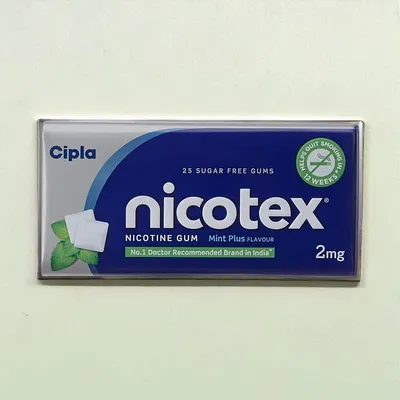 Cipla
HELPS QUIT SMOKING IN
12 WEEKS*
25 SUGAR FREE GUMS
nicotex®
NICOTINE GUM Mint Plus FLAVOUR
No.1 Doctor Recommended Brand in India*
2mg